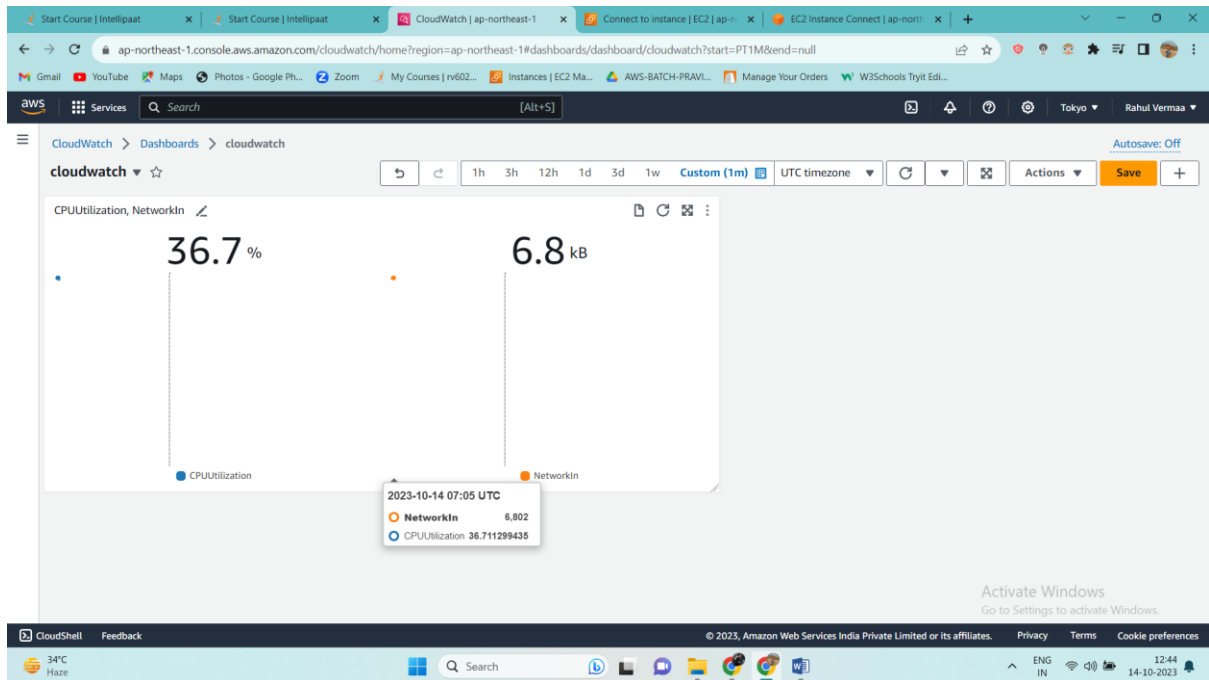 Start Course | Intellipaat
Start Course | Intellipaat
CloudWatch | ap-northeast-1
Connect to instance | EC2 | ap-n
EC2 Instance Connect | ap-north
ap-northeast-1.console.aws.amazon.com/cloudwatch/home?region=ap-northeast-1#dashboards/dashboard/cloudwatch?start=PT1M&end=null
Gmail YouTube Maps Photos - Google Ph... Zoom My Courses | rv602... Instances | EC2 Ma... AWS-BATCH-PRAVI... Manage Your Orders W3Schools Tryit Edi...
aws Services Search [Alt+S] Tokyo Rahul Vermaa
CloudWatch > Dashboards > cloudwatch Autosave: Off
cloudwatch 1h 3h 12h 1d 3d 1w Custom (1m) UTC timezone Actions Save
CPUUtilization, NetworkIn
36.7 % 6.8 kB
CPUUtilization NetworkIn
2023-10-14 07:05 UTC
NetworkIn 6,802
CPUUtilization 36.711299435
Activate Windows
Go to Settings to activate Windows.
CloudShell Feedback © 2023, Amazon Web Services India Private Limited or its affiliates. Privacy Terms Cookie preferences
34°C
Haze
Search
ENG
IN
12:44
14-10-2023